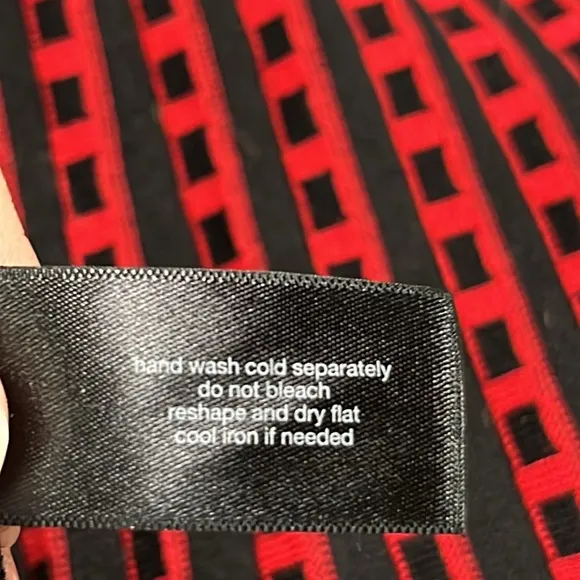 hand wash cold separately
do not bleach
reshape and dry flat
cool iron if needed